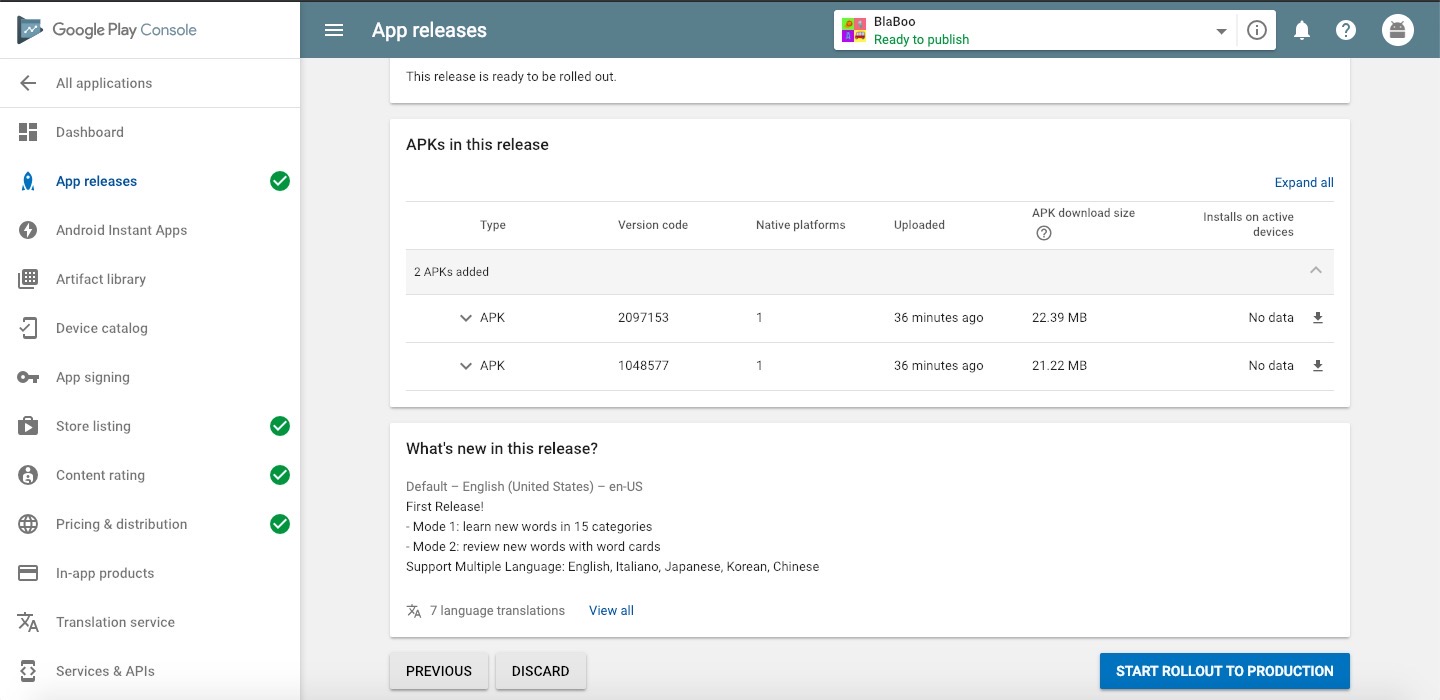 Google Play Console
App releases
BlaBoo
Ready to publish
All applications
Dashboard
App releases
Android Instant Apps
Artifact library
Device catalog
App signing
Store listing
Content rating
Pricing & distribution
In-app products
Translation service
Services & APIs
This release is ready to be rolled out.
APKs in this release
Expand all
Type Version code Native platforms Uploaded APK download size Installs on active devices
2 APKs added
APK 2097153 1 36 minutes ago 22.39 MB No data
APK 1048577 1 36 minutes ago 21.22 MB No data
What's new in this release?
Default – English (United States) – en-US
First Release!
- Mode 1: learn new words in 15 categories
- Mode 2: review new words with word cards
Support Multiple Language: English, Italiano, Japanese, Korean, Chinese
7 language translations View all
PREVIOUS DISCARD START ROLLOUT TO PRODUCTION